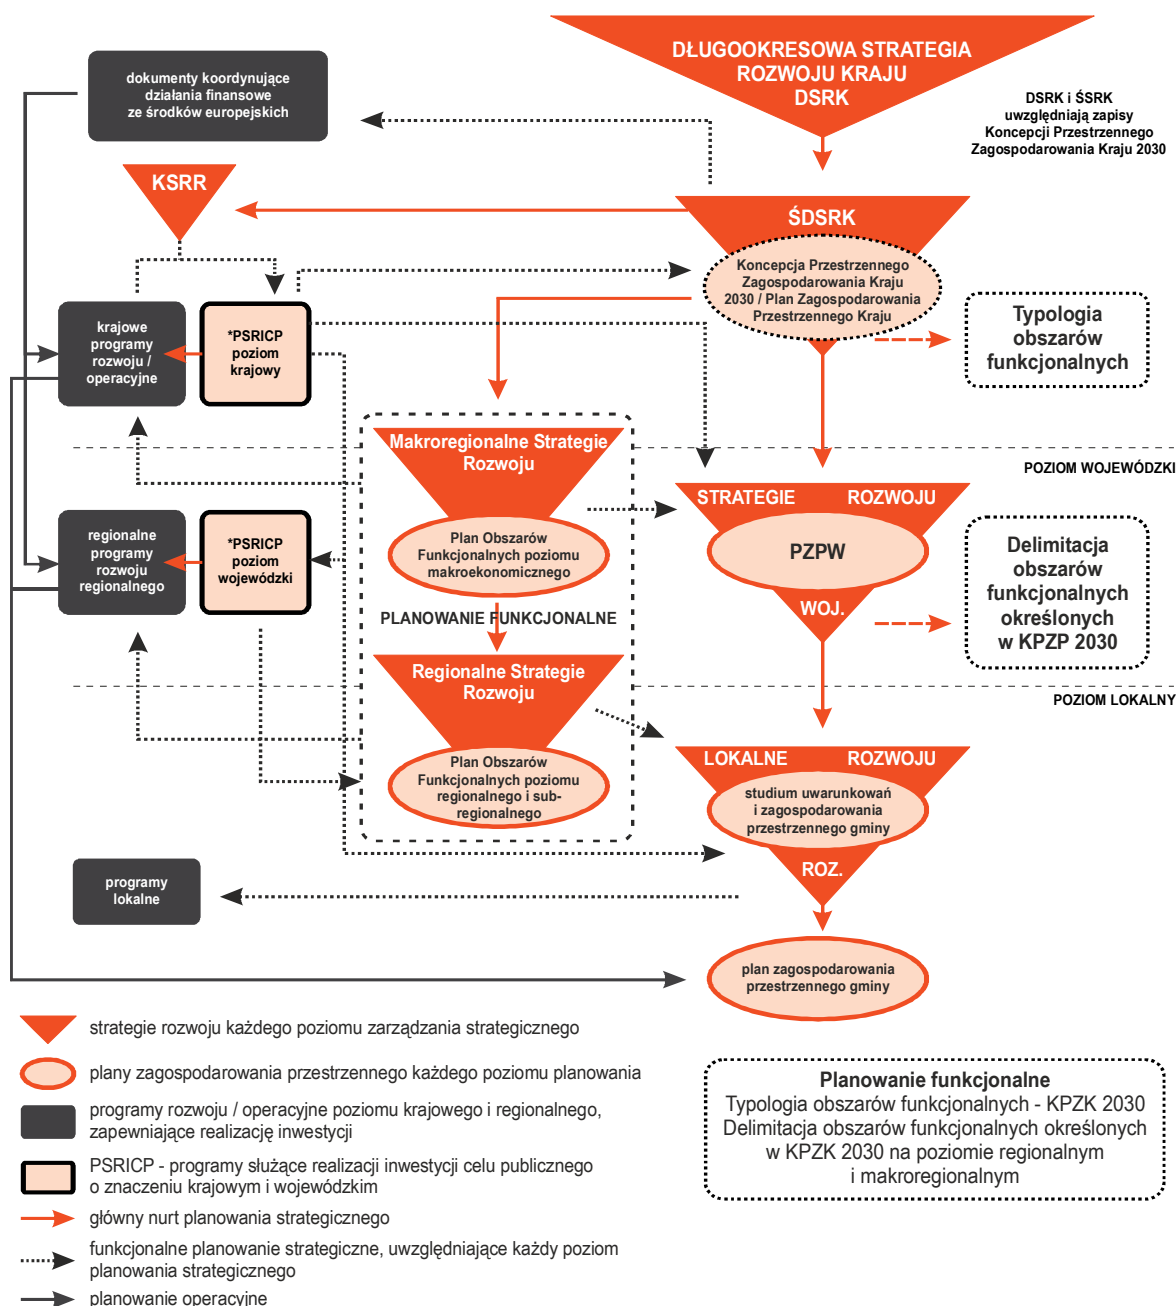 DŁUGOOKRESOWA STRATEGIA
ROZWOJU KRAJU
DSRK
dokumenty koordynujące
działania finansowe
ze środków europejskich
DSRK i ŚSRK
uwzględniają zapisy
Koncepcji Przestrzennego
Zagospodarowania Kraju 2030
KSRR
ŚDSRK
Koncepcja Przestrzennego
Zagospodarowania Kraju
2030 / Plan Zagospodarowania
Przestrzennego Kraju
krajowe
programy
rozwoju /
operacyjne
*PSRICP
poziom
krajowy
Typologia
obszarów
funkcjonalnych
Makroregionalne Strategie
Rozwoju
POZIOM WOJEWÓDZKI
STRATEGIE ROZWOJU
PZPW
WOJ.
regionalne
programy
rozwoju
regionalnego
*PSRICP
poziom
wojewódzki
Plan Obszarów
Funkcjonalnych poziomu
makroekonomicznego
Delimitacja
obszarów
funkcjonalnych
określonych
w KPZP 2030
PLANOWANIE FUNKCJONALNE
Regionalne Strategie
Rozwoju
POZIOM LOKALNY
LOKALNE ROZWOJU
studium uwarunkowań
i zagospodarowania
przestrzennego gminy
ROZ.
Plan Obszarów
Funkcjonalnych poziomu
regionalnego i sub-
regionalnego
programy
lokalne
plan zagospodarowania
przestrzennego gminy
strategie rozwoju każdego poziomu zarządzania strategicznego
plany zagospodarowania przestrzennego każdego poziomu planowania
programy rozwoju / operacyjne poziomu krajowego i regionalnego,
zapewniające realizację inwestycji
PSRICP - programy służące realizacji inwestycji celu publicznego
o znaczeniu krajowym i wojewódzkim
główny nurt planowania strategicznego
funkcjonalne planowanie strategiczne, uwzględniające każdy poziom
planowania strategicznego
planowanie operacyjne
Planowanie funkcjonalne
Typologia obszarów funkcjonalnych - KPZK 2030
Delimitacja obszarów funkcjonalnych określonych
w KPZK 2030 na poziomie regionalnym
i makroregionalnym